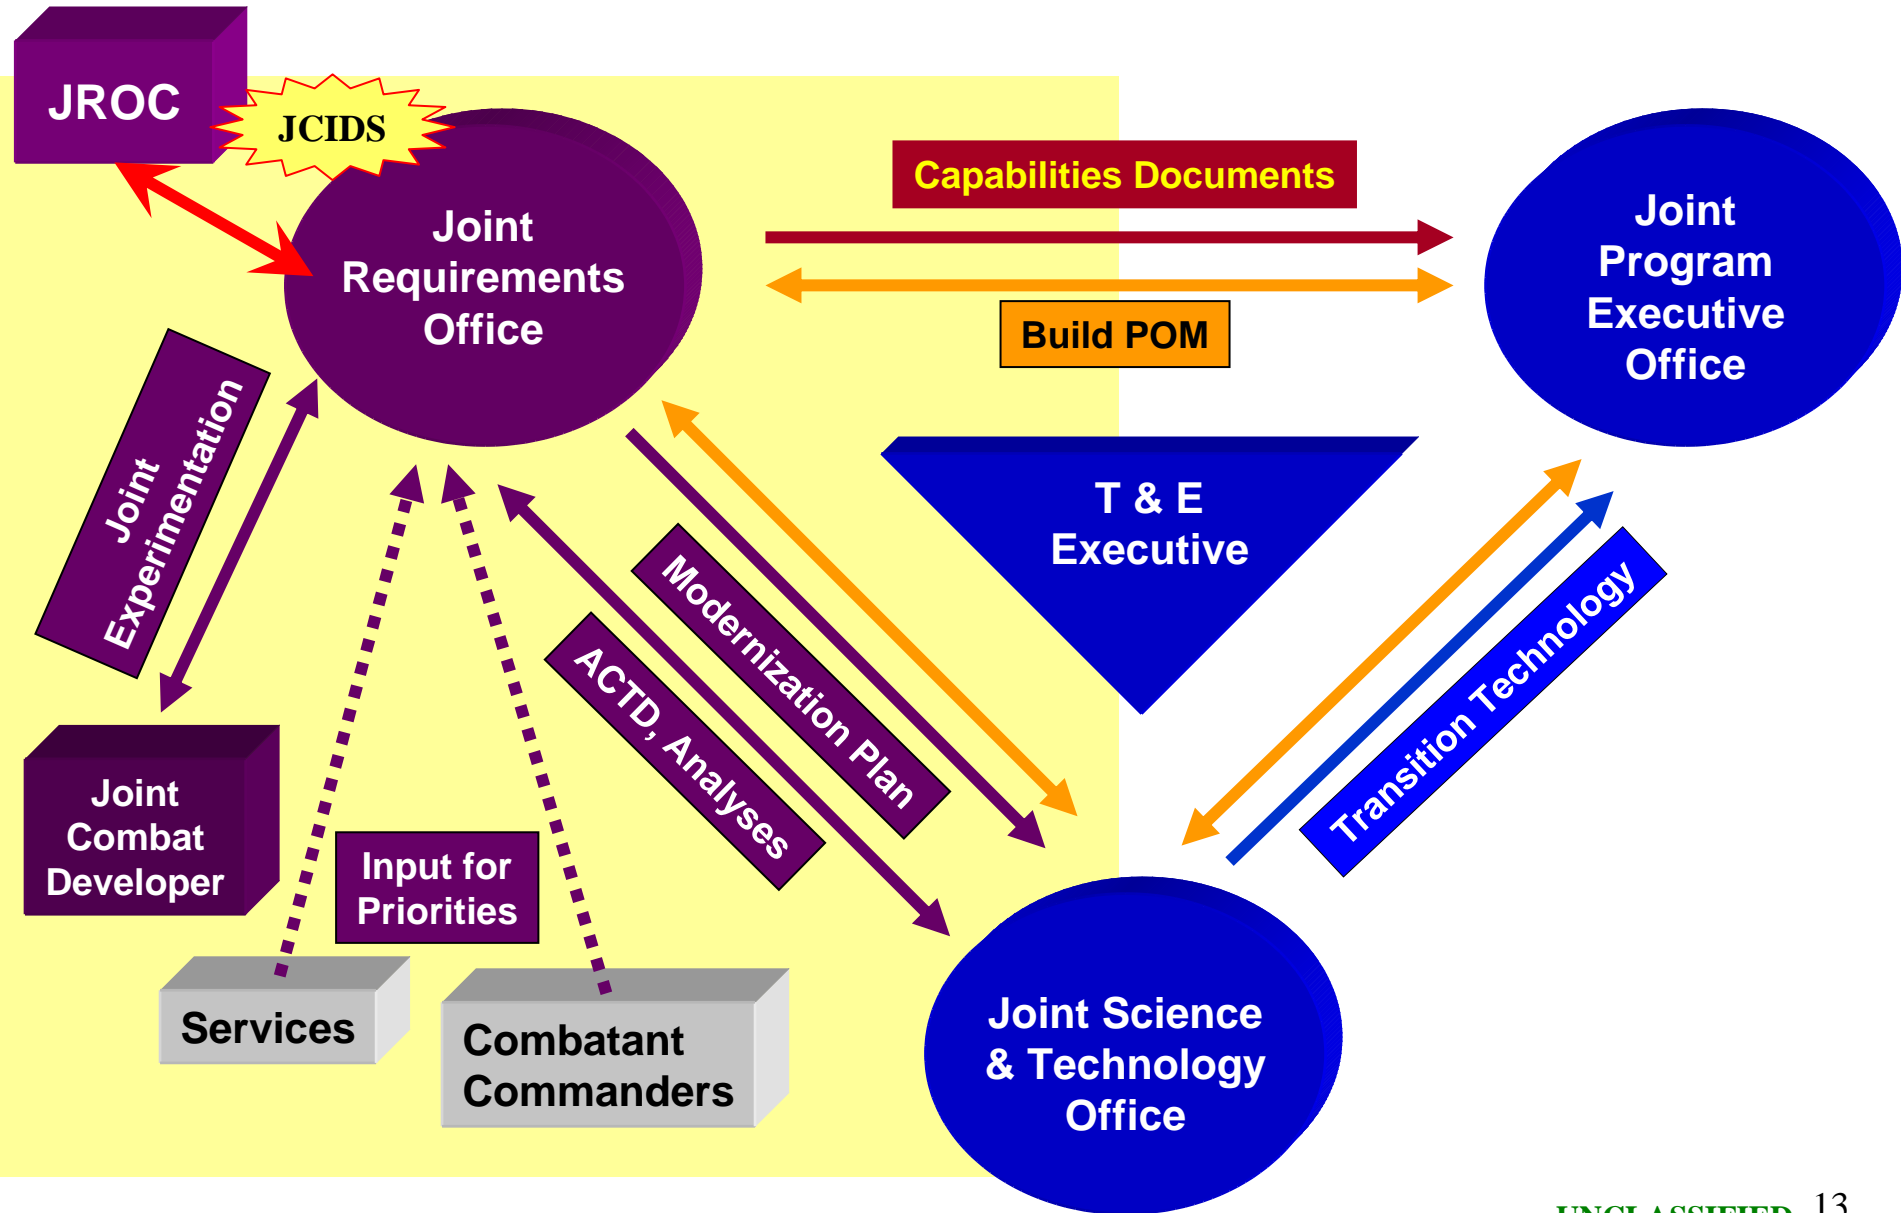 JROC
JCIDS
Joint
Requirements
Office
Capabilities Documents
Build POM
Joint
Program
Executive
Office
T & E
Executive
Joint
Experimentation
Modernization Plan
ACTD, Analyses
Transition Technology
Joint
Combat
Developer
Input for
Priorities
Services
Combatant
Commanders
Joint Science
& Technology
Office
UNCLASSIFIED 13